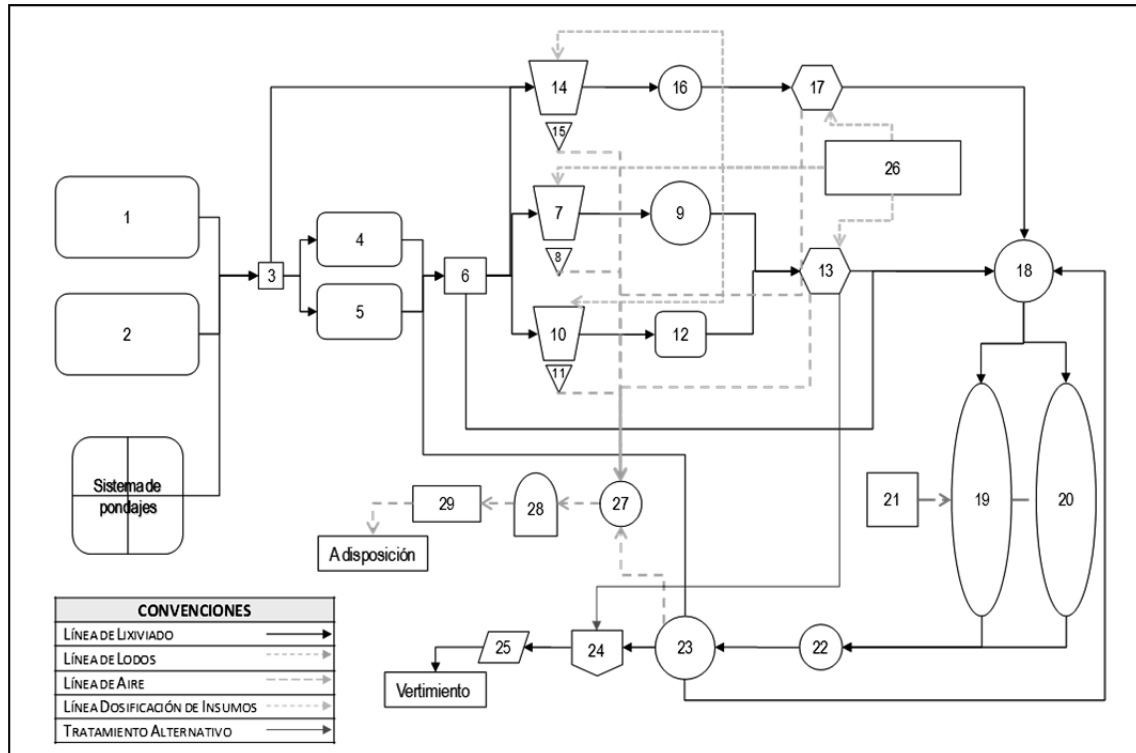 14
16
17
15
26
1
7
9
4
8
3
6
13
18
5
2
10
12
11
Sistema de
pondajes
29
28
27
21
19
20
A disposición
CONVENCIONES
LÍNEA DE LIXIVIADO
LÍNEA DE LODOS
LÍNEA DE AIRE
LÍNEA DOSIFICACIÓN DE INSUMOS
TRATAMIENTO ALTERNATIVO
25
24
23
22
Vertimiento